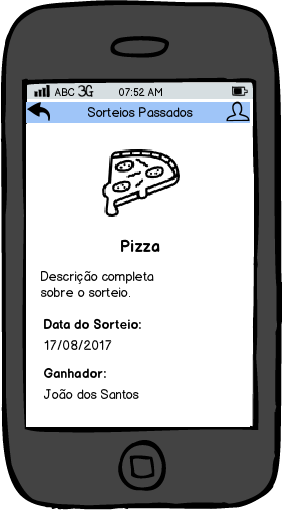 ABC 3G 07:52 AM
Sorteios Passados
Pizza
Descrição completa
sobre o sorteio.
Data do Sorteio:
17/08/2017
Ganhador:
João dos Santos